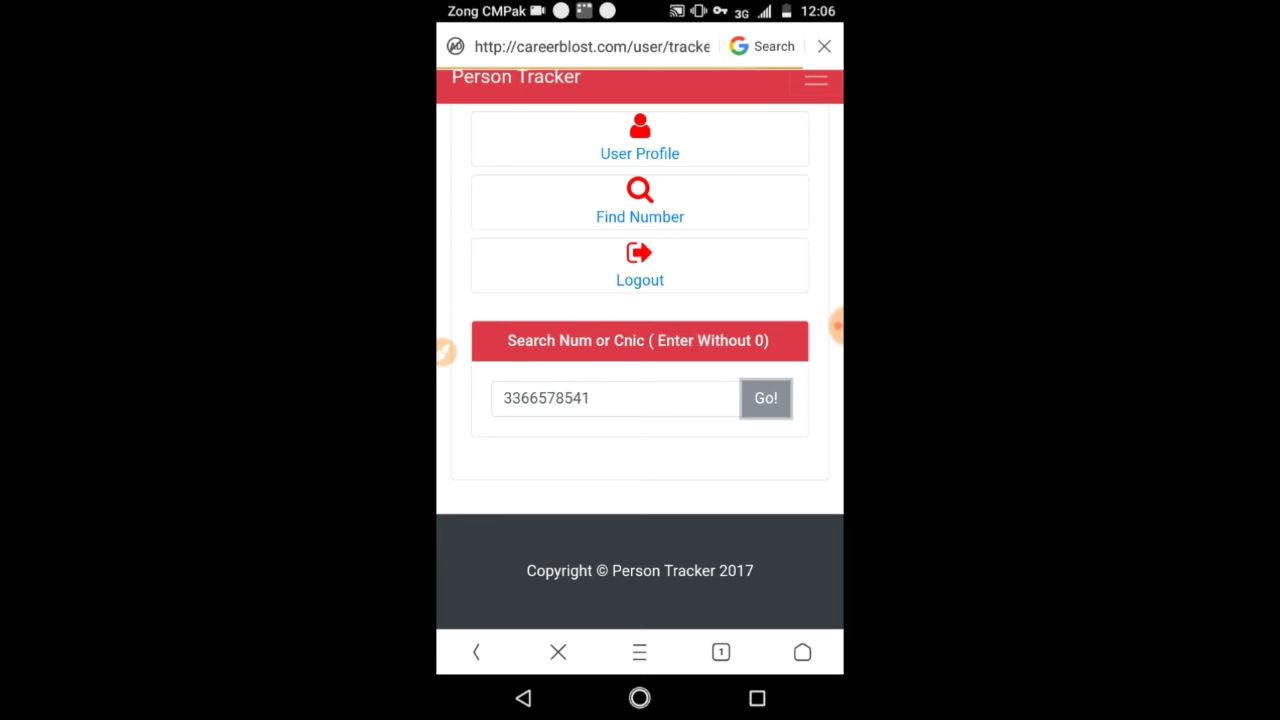 Zong CMPak 3G 12:06
http://careerblost.com/user/tracke Search
Person Tracker
User Profile
Find Number
Logout
Search Num or Cnic ( Enter Without 0)
3366578541 Go!
Copyright © Person Tracker 2017
1